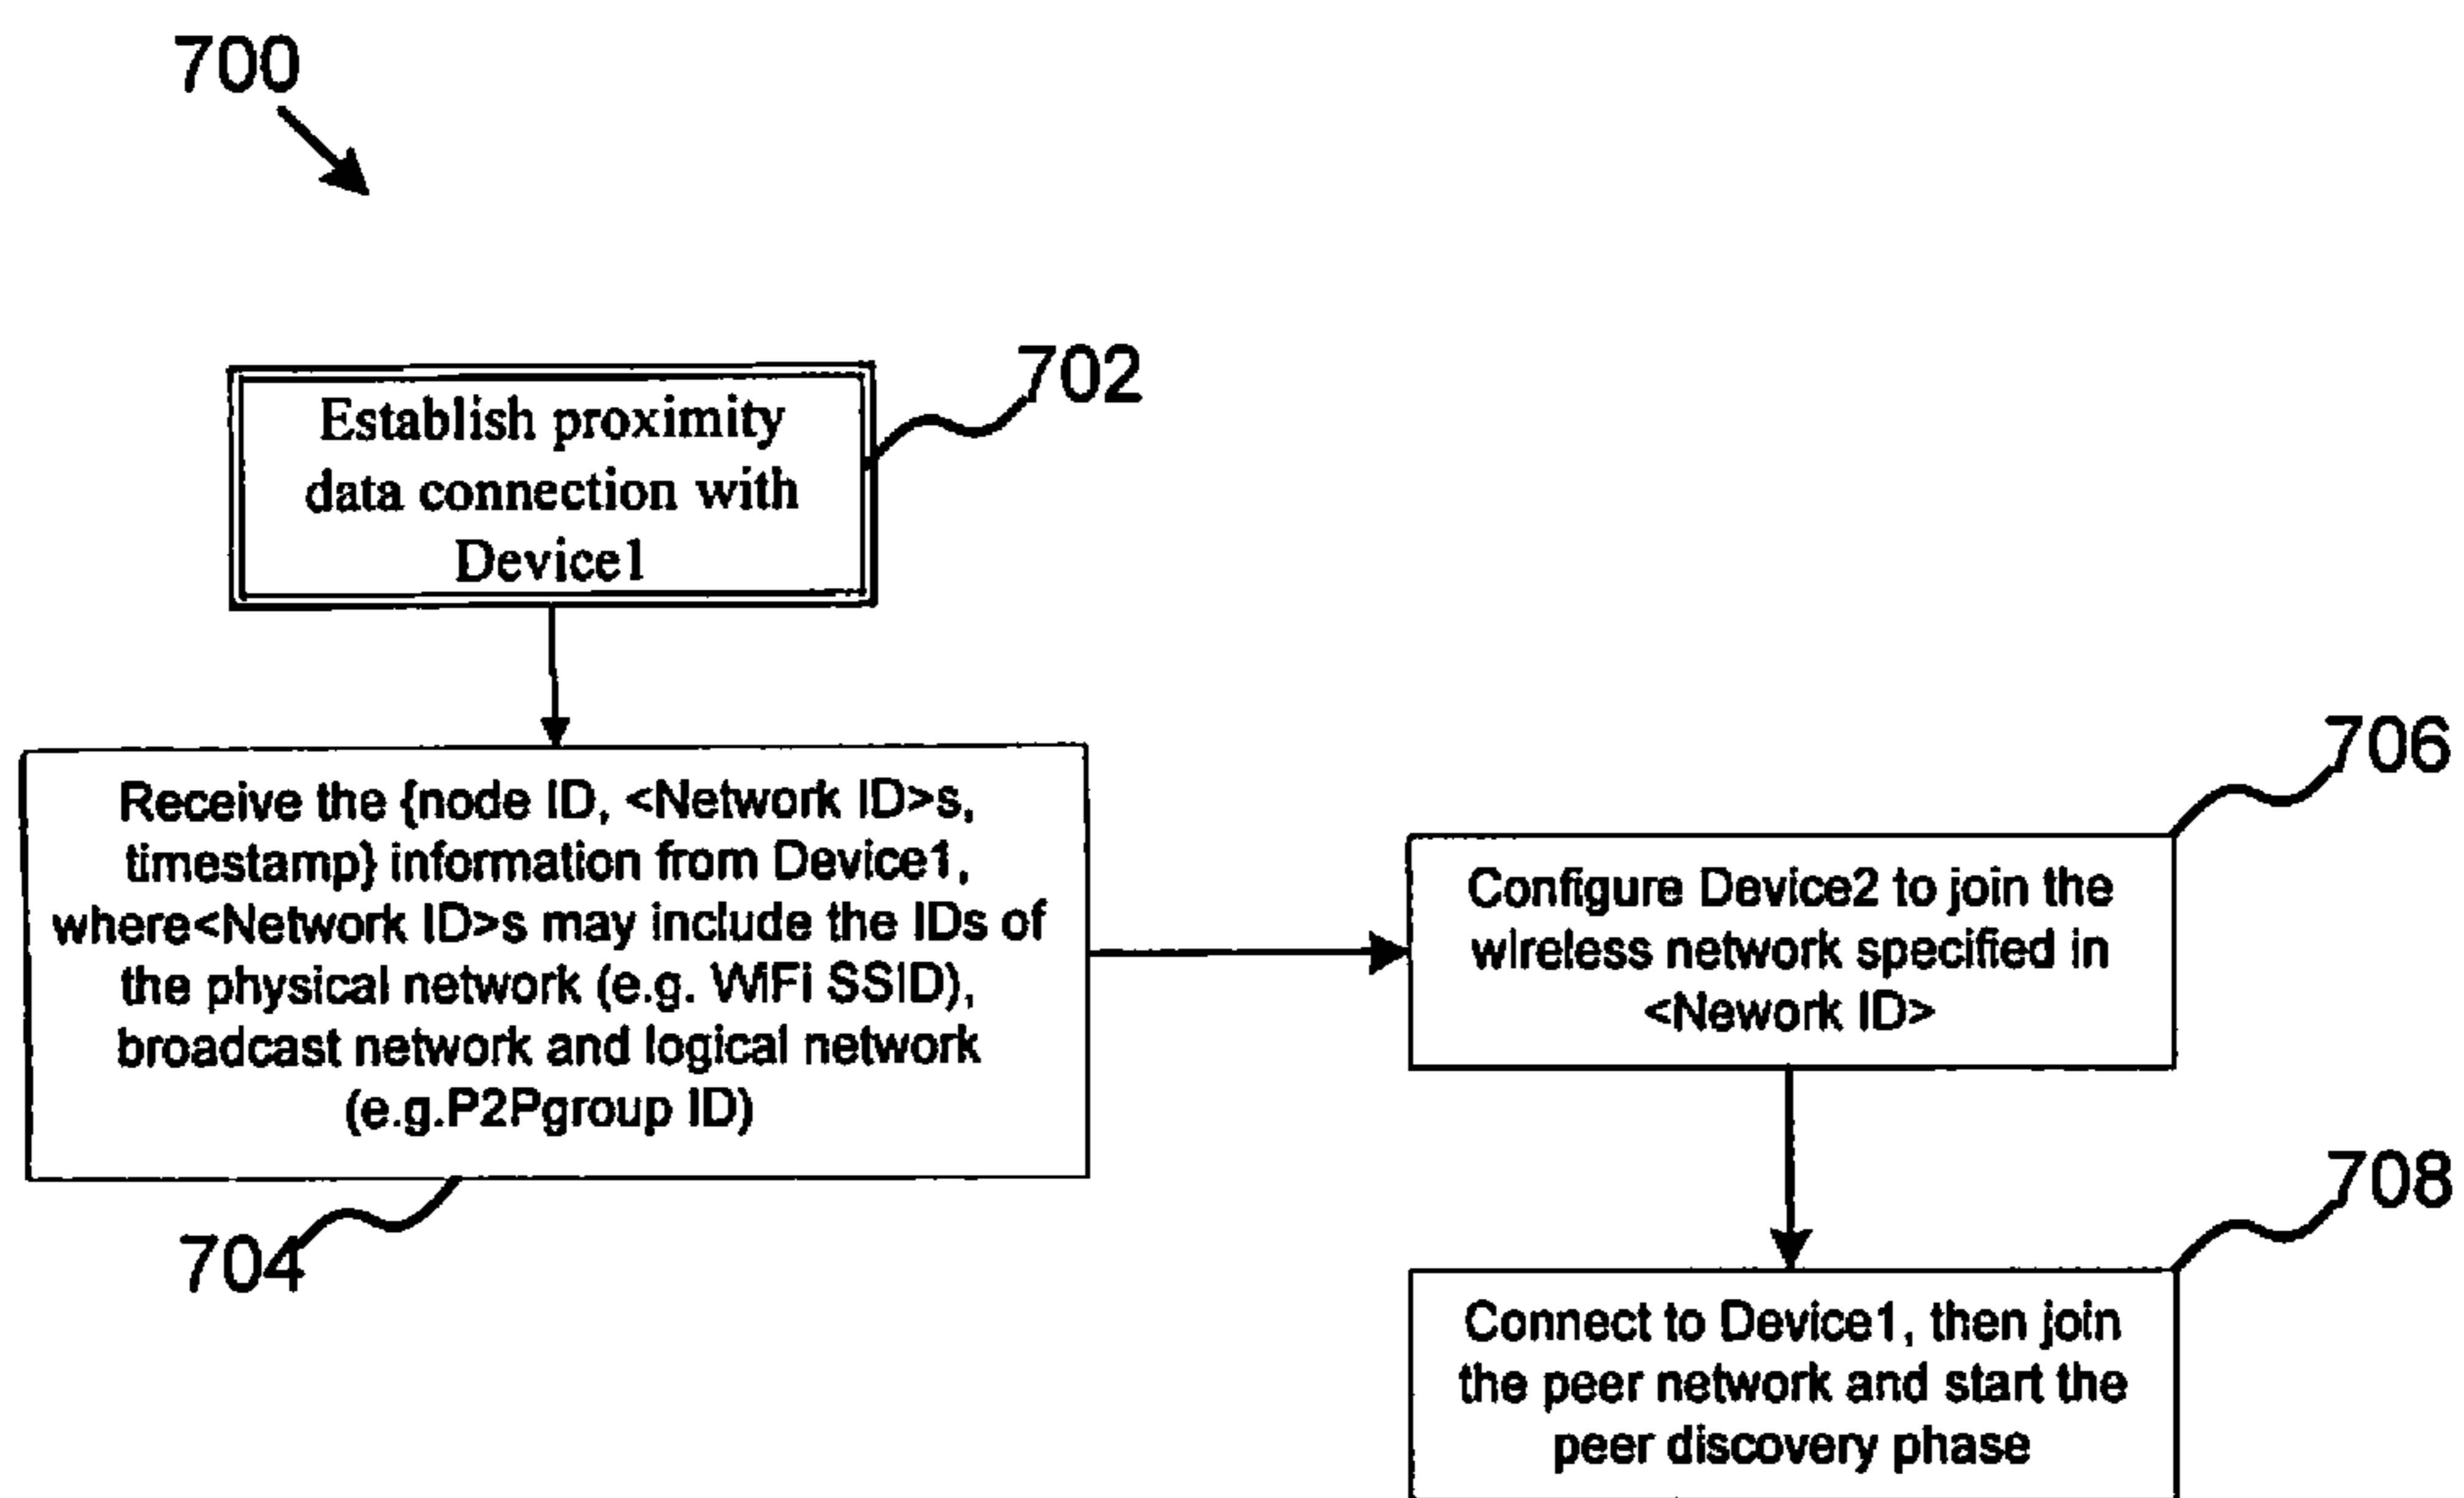 700
702
Establish proximity
data connection with
Device1
Receive the {node ID, <Network ID>s,
timestamp} information from Device1,
where<Network ID>s may include the IDs of
the physical network (e.g. WiFi SSID),
broadcast network and logical network
(e.g.P2Pgroup ID)
704
706
Configure Device2 to join the
wireless network specified in
<Nework ID>
708
Connect to Device1, then join
the peer network and start the
peer discovery phase